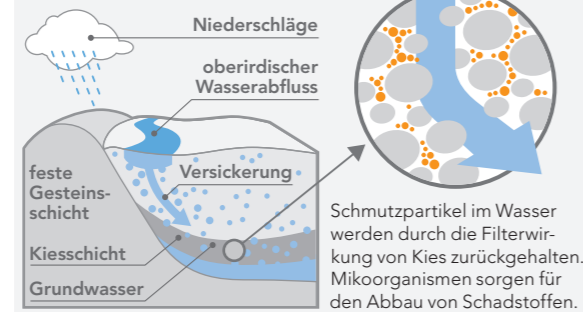 Niederschläge
oberirdischer
Wasserabfluss
feste
Gesteins-
schicht
Versickerung
Kiesschicht
Grundwasser
Schmutzpartikel im Wasser
werden durch die Filterwir-
kung von Kies zurückgehalten.
Mikoorganismen sorgen für
den Abbau von Schadstoffen.